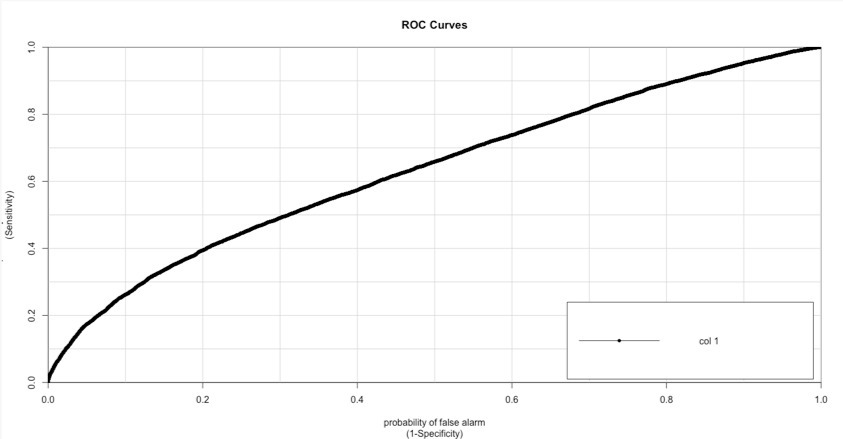 ROC Curves
1.0
0.8
0.6
0.4
0.2
0.0
(Sensitivity)
0.0 0.2 0.4 0.6 0.8 1.0
col 1
probability of false alarm
(1-Specificity)